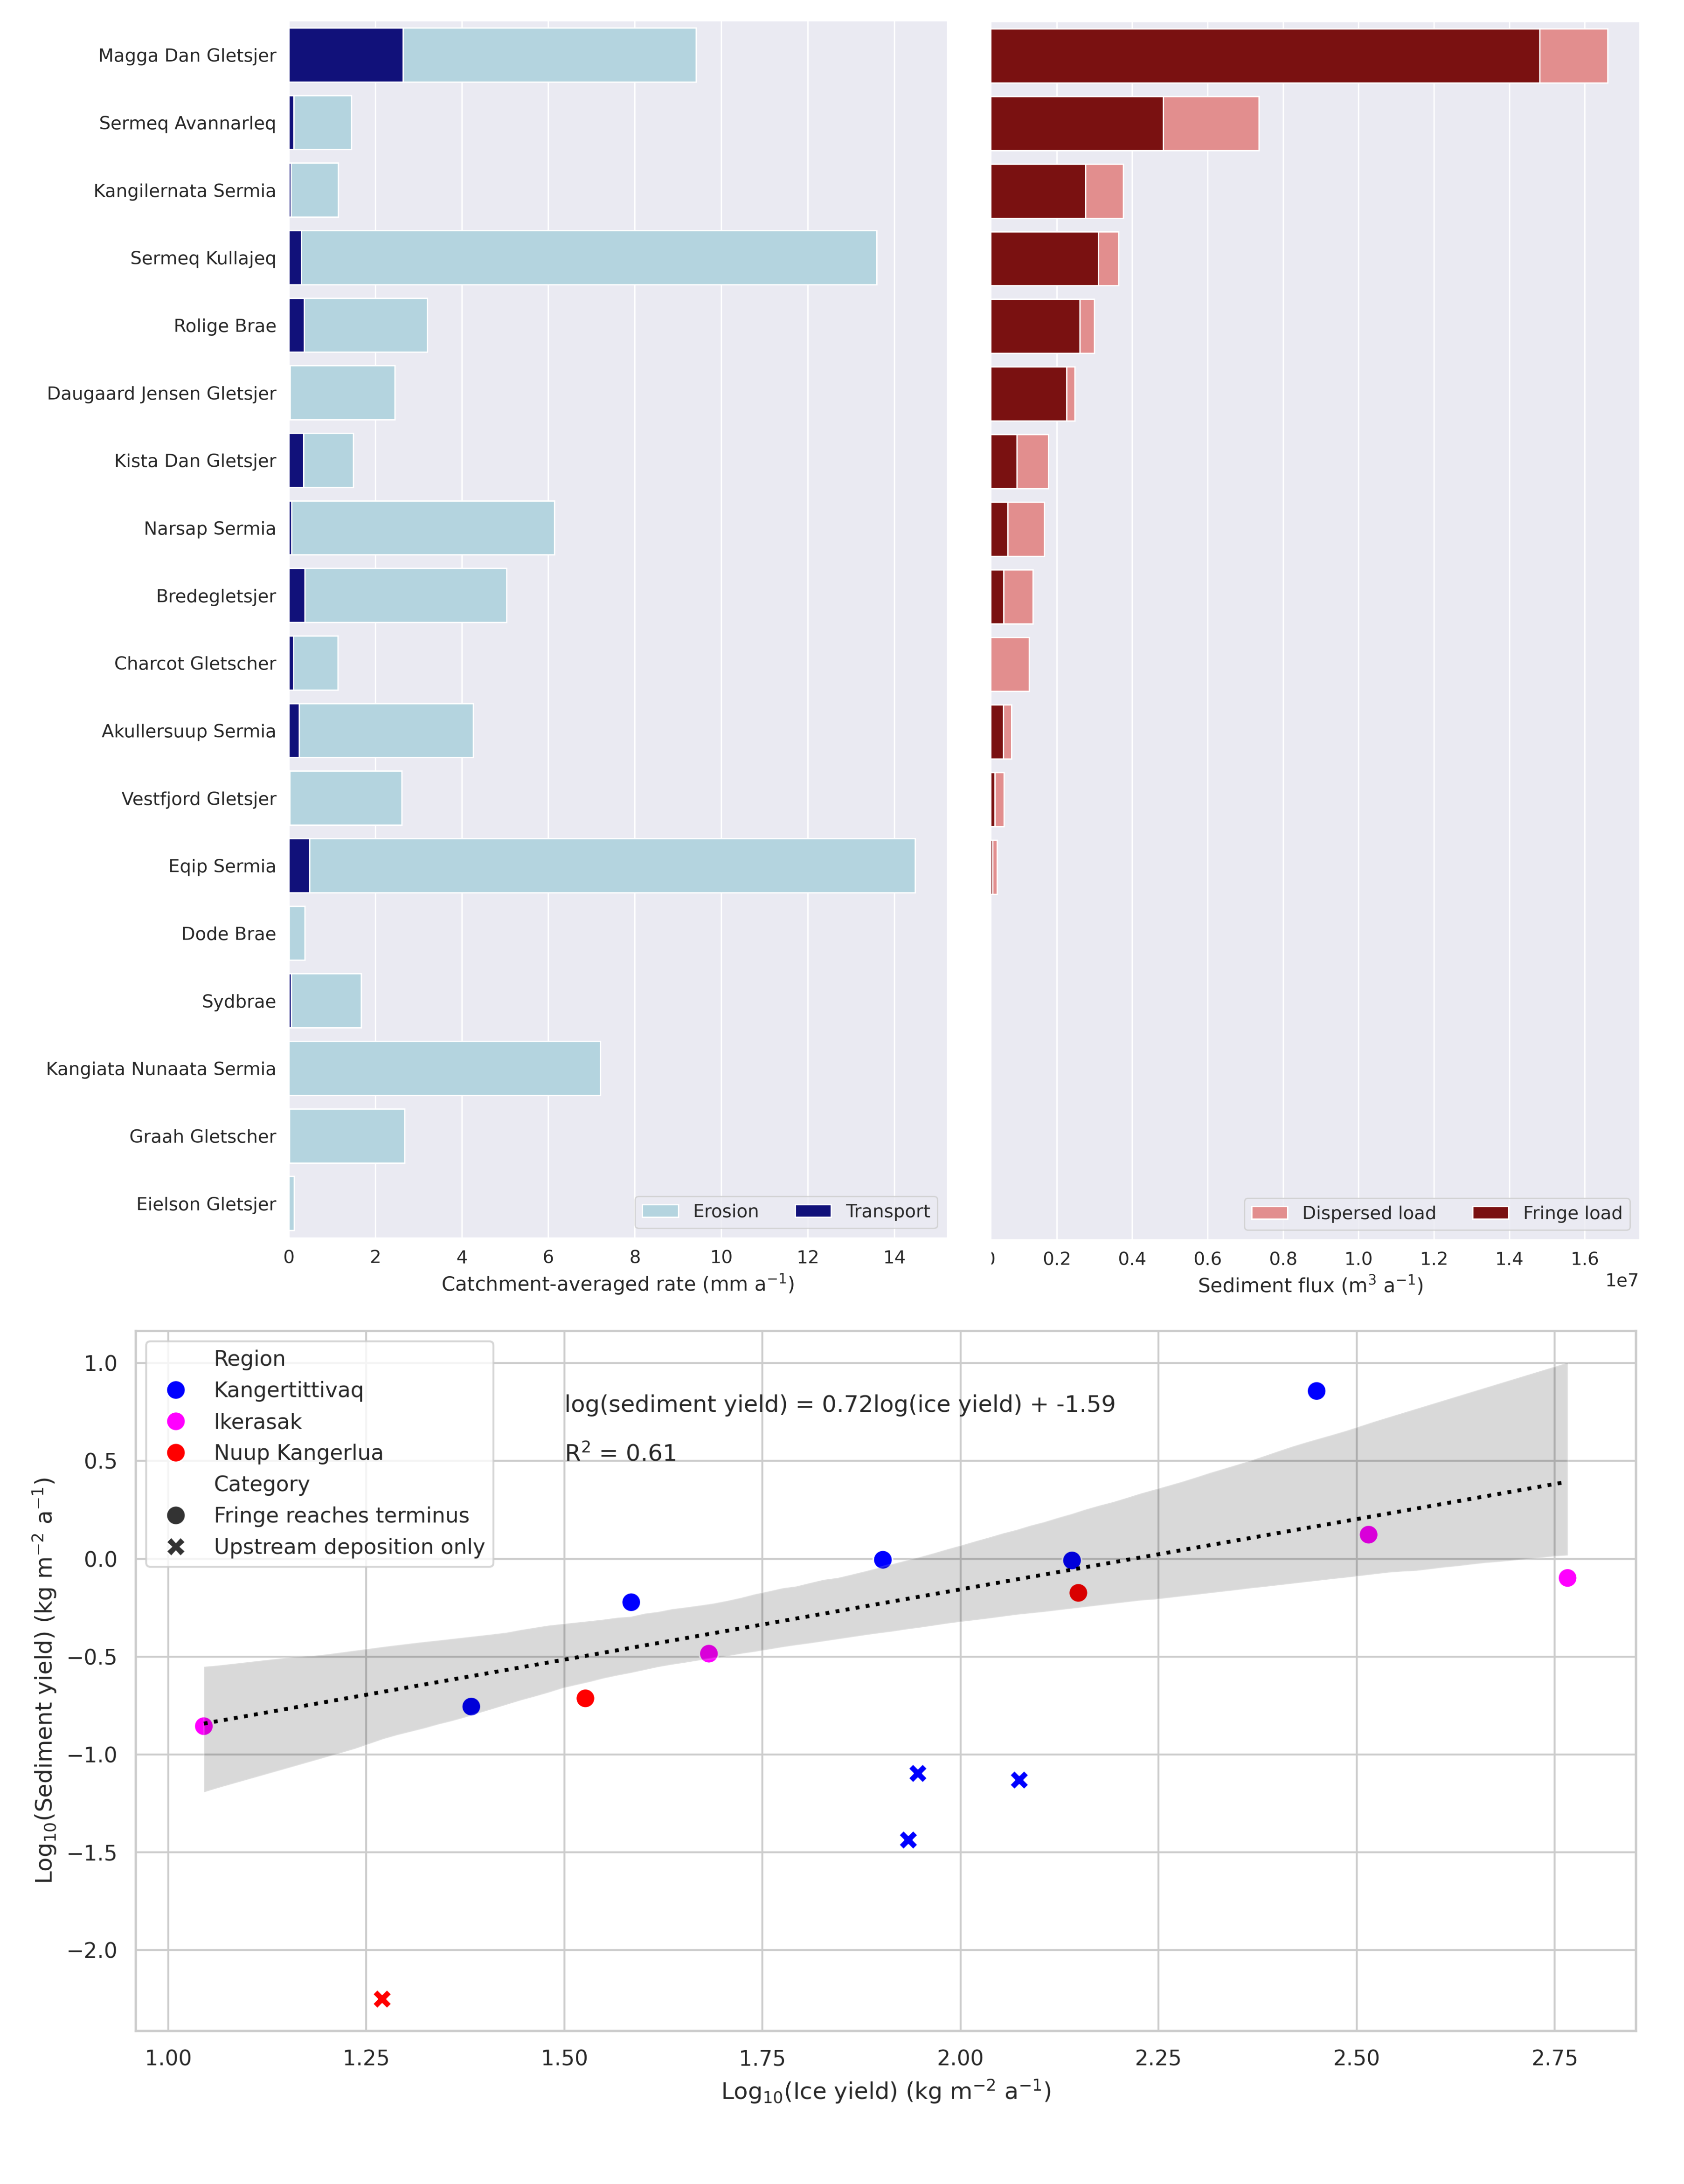 Magga Dan Gletsjer
Sermeq Avannarleq
Kangilernata Sermia
Sermeq Kullajeq
Rolige Brae
Daugaard Jensen Gletsjer
Kista Dan Gletsjer
Narsap Sermia
Bredegletsjer
Charcot Gletscher
Akullersuup Sermia
Vestfjord Gletsjer
Eqip Sermia
Dode Brae
Sydbrae
Kangiata Nunaata Sermia
Graah Gletscher
Eielson Gletsjer
Erosion Transport
0 2 4 6 8 10 12 14
Catchment-averaged rate (mm a⁻¹)
Dispersed load Fringe load
0.2 0.4 0.6 0.8 1.0 1.2 1.4 1.6
1e7
Sediment flux (m³ a⁻¹)
Region
Kangertittivaq
Ikerasak
Nuup Kangerlua
Category
Fringe reaches terminus
Upstream deposition only
log(sediment yield) = 0.72log(ice yield) + -1.59
R² = 0.61
1.0
0.5
0.0
−0.5
−1.0
−1.5
−2.0
Log₁₀(Sediment yield) (kg m⁻² a⁻¹)
1.00 1.25 1.50 1.75 2.00 2.25 2.50 2.75
Log₁₀(Ice yield) (kg m⁻² a⁻¹)